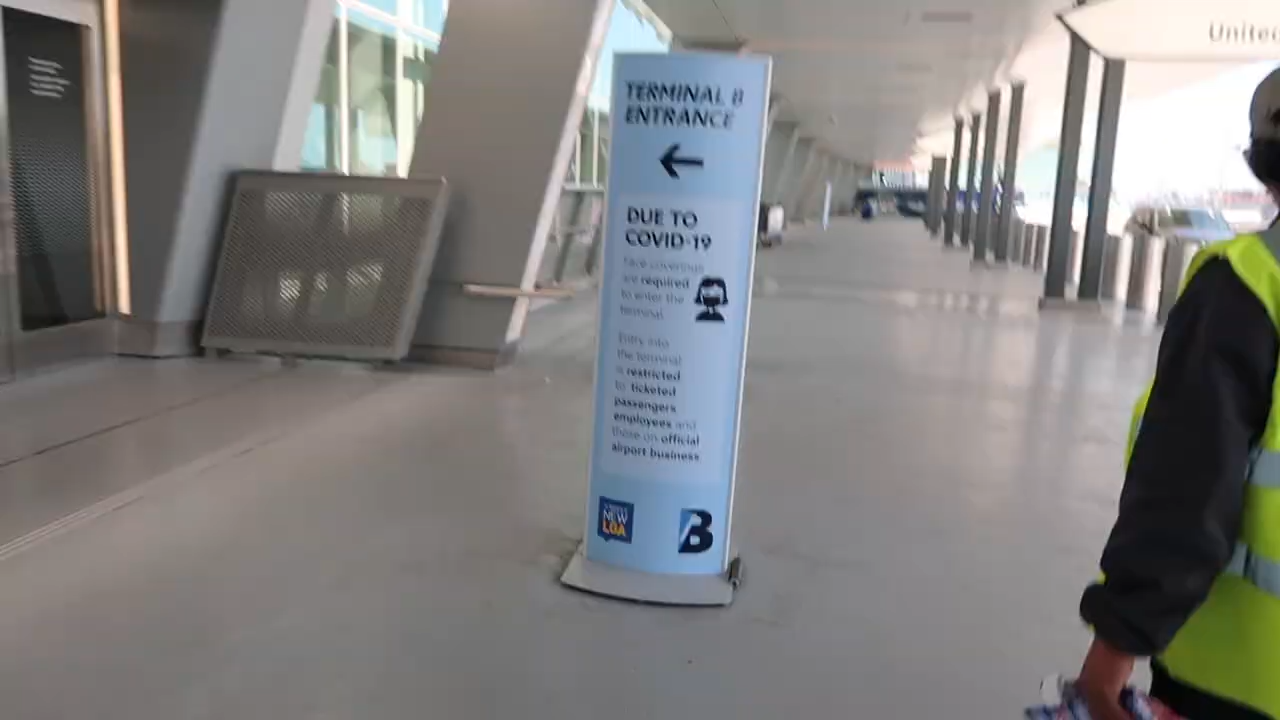 United
TERMINAL B
ENTRANCE
DUE TO
COVID-19
Face coverings
are required
to enter the
terminal.
Entry into
the terminal
is restricted
to ticketed
passengers
employees and
those on official
airport business
NEW
LGA
B